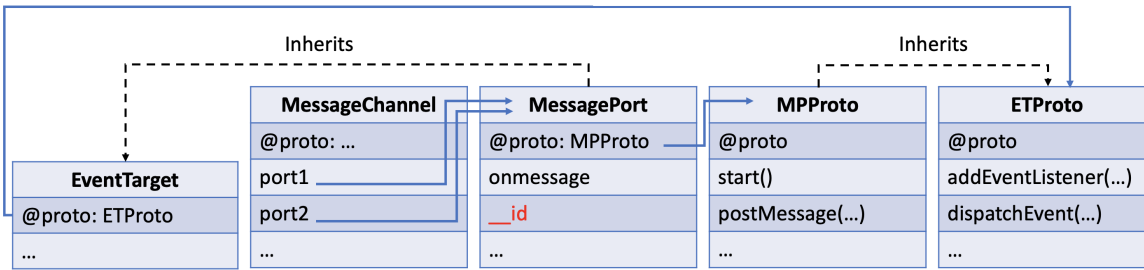 Inherits
Inherits
EventTarget
@proto: ETProto
...
MessageChannel
@proto: ...
port1
port2
...
MessagePort
@proto: MPProto
onmessage
__id
...
MPProto
@proto
start()
postMessage(...)
...
ETProto
@proto
addEventListener(...)
dispatchEvent(...)
...